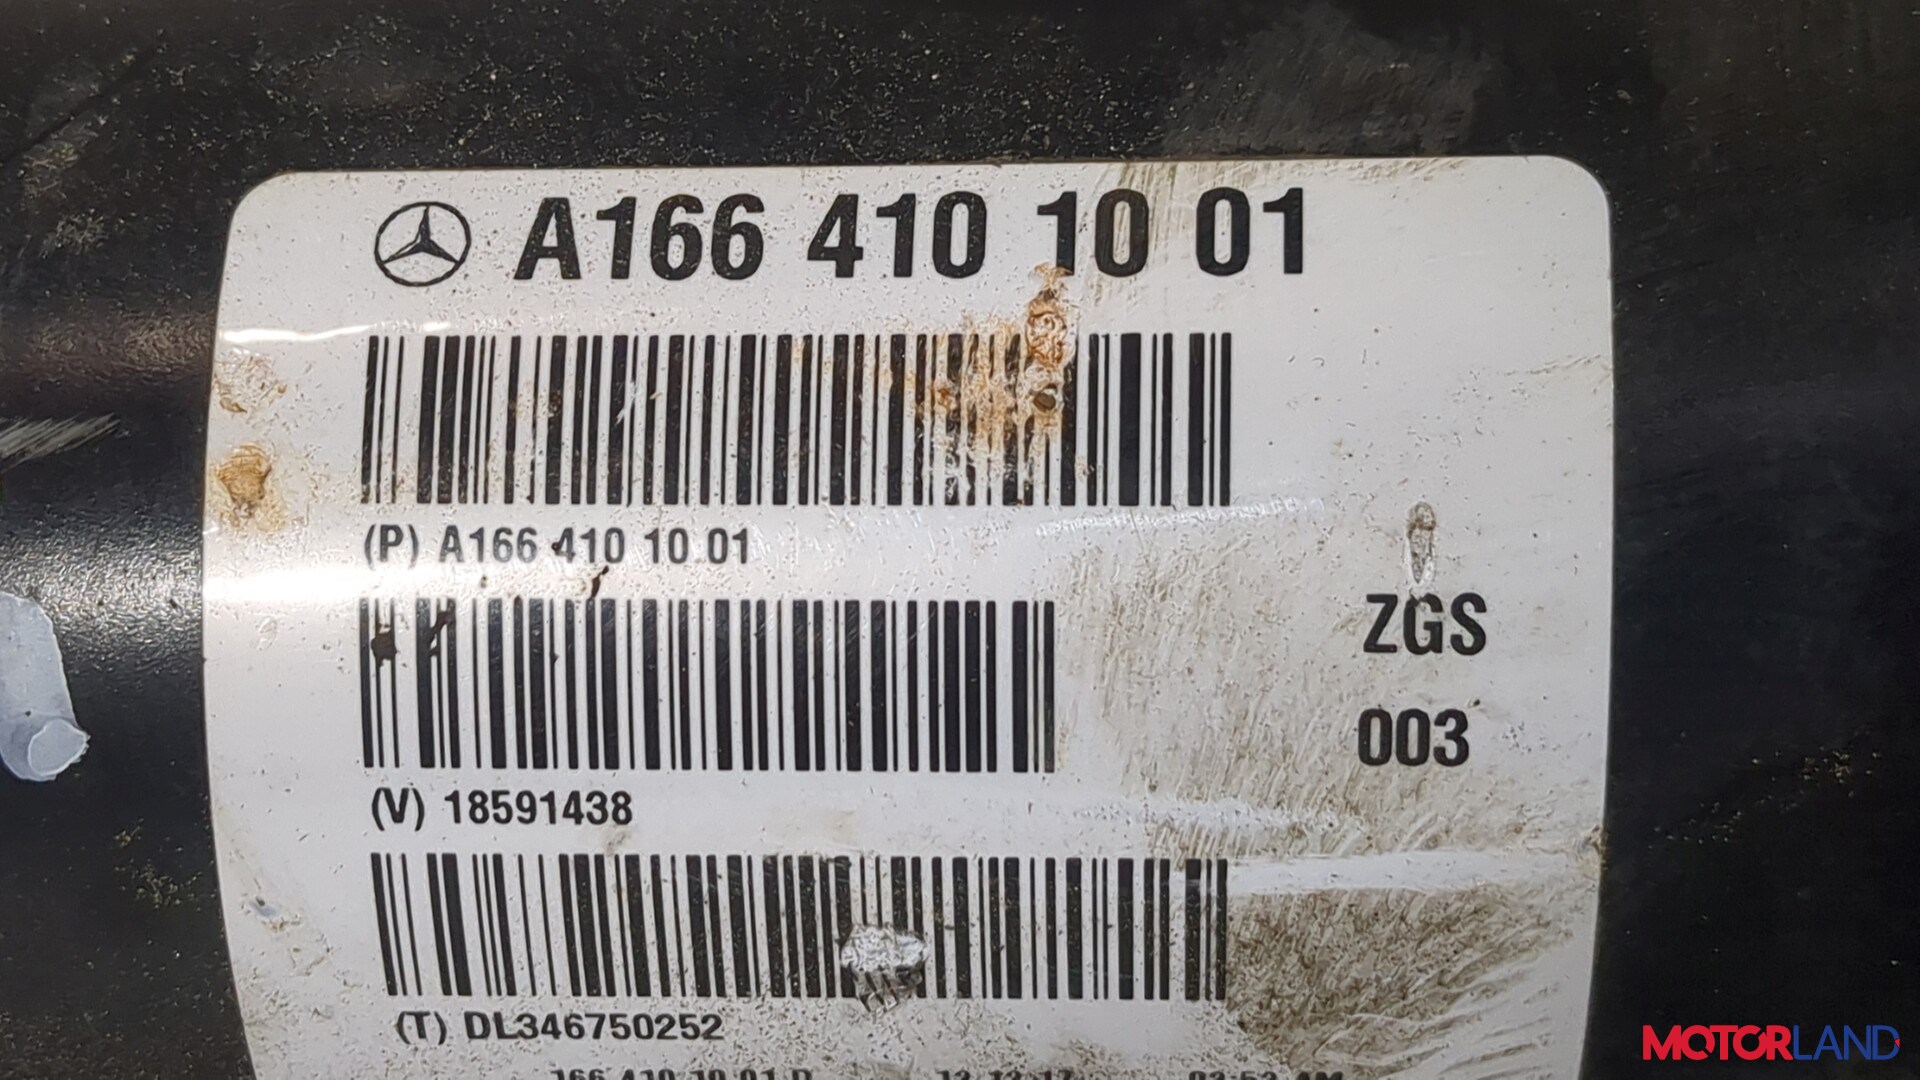 A166 410 10 01
(P) A166 410 10 01
ZGS
003
(V) 18591438
(T) DL346750252
MOTORLAND